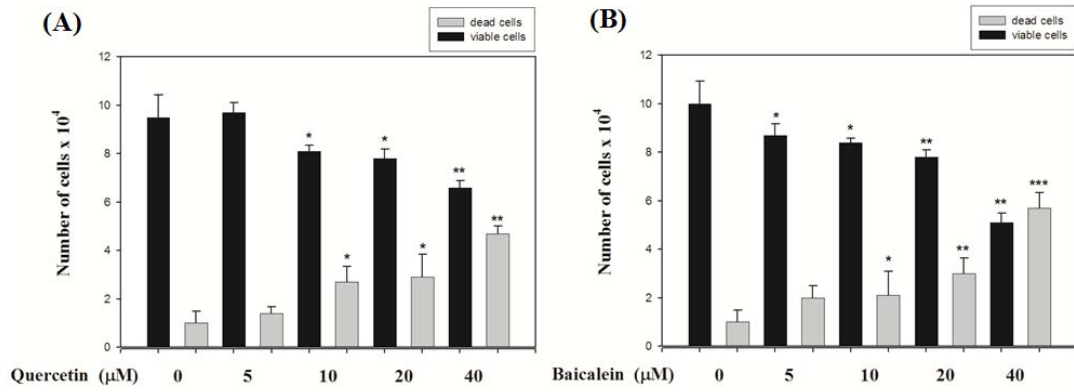 (A)
dead cells
viable cells
12
10
8
6
4
2
0
Number of cells x 10⁴
* * ** * * **
Quercetin (μM) 0 5 10 20 40
(B)
dead cells
viable cells
12
10
8
6
4
2
0
Number of cells x 10⁴
* * * ** ** ** ***
Baicalein (μM) 0 5 10 20 40